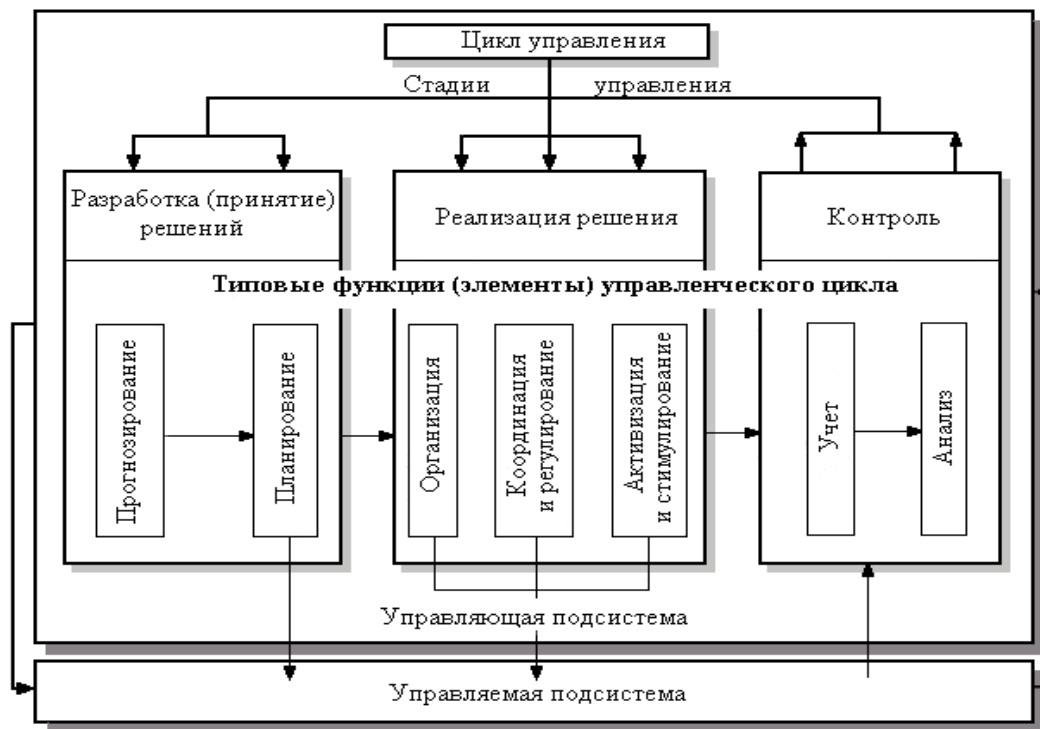 Цикл управления
Стадии управления
Разработка (принятие)
решений
Реализация решения
Контроль
Типовые функции (элементы) управленческого цикла
Прогнозирование
Планирование
Организация
Координация
и регулирование
Активизация
и стимулирование
Учет
Анализ
Управляющая подсистема
Управляемая подсистема